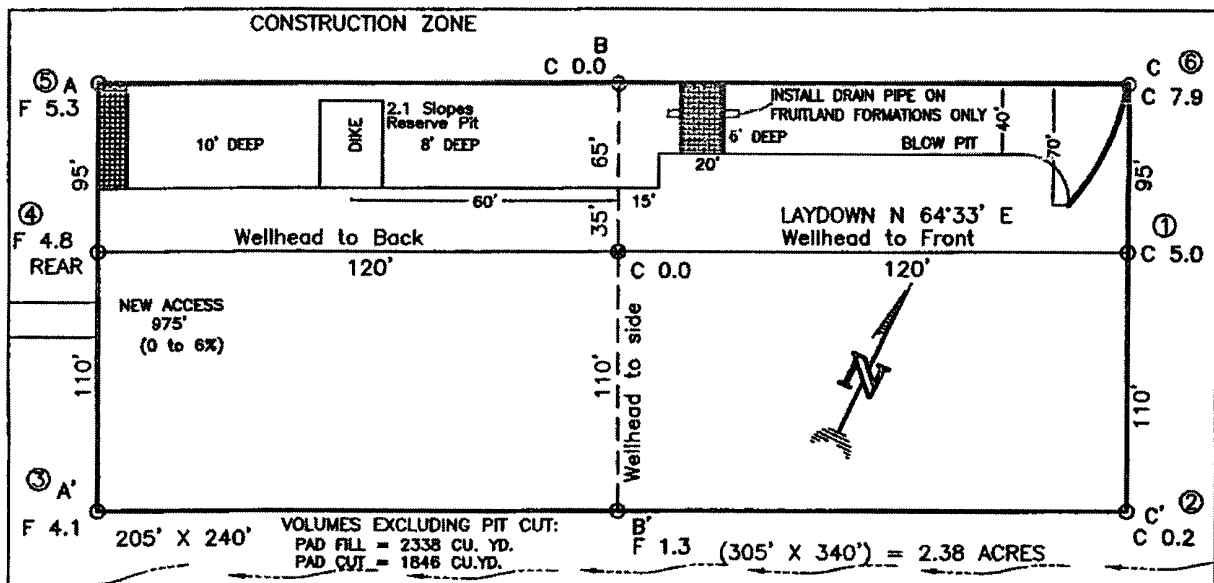 CONSTRUCTION ZONE
B
C 0.0
⑤ A
F 5.3
C ⑥
C 7.9
2.1 Slopes
Reserve Pit
10' DEEP
DIKE
8' DEEP
INSTALL DRAIN PIPE ON
FRUITLAND FORMATIONS ONLY
6' DEEP
BLOW PIT
40'
70'
95'
65'
20'
95'
60'
15'
35'
④
F 4.8
REAR
Wellhead to Back
120'
C 0.0
LAYDOWN N 64°33' E
Wellhead to Front
120'
①
C 5.0
NEW ACCESS
975'
(0 to 6%)
110'
110'
Wellhead to side
N
110'
③ A'
F 4.1
205' X 240'
VOLUMES EXCLUDING PIT CUT:
PAD FILL = 2338 CU. YD.
PAD CUT = 1846 CU.YD.
B'
F 1.3
(305' X 340') = 2.38 ACRES
②
C'
C 0.2